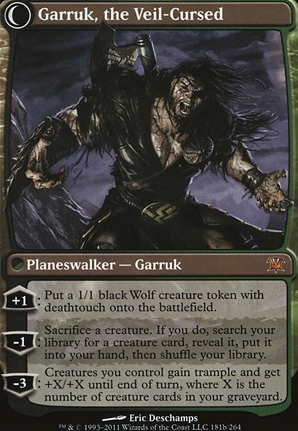 Garruk, the Veil-Cursed
Planeswalker — Garruk
+1 : Put a 1/1 black Wolf creature token with
deathtouch onto the battlefield.
-1 : Sacrifice a creature. If you do, search your
library for a creature card, reveal it, put it
into your hand, then shuffle your library.
-3 : Creatures you control gain trample and get
+X/+X until end of turn, where X is the
number of creature cards in your graveyard.
Eric Deschamps
™ & © 1993–2011 Wizards of the Coast LLC 181b/264